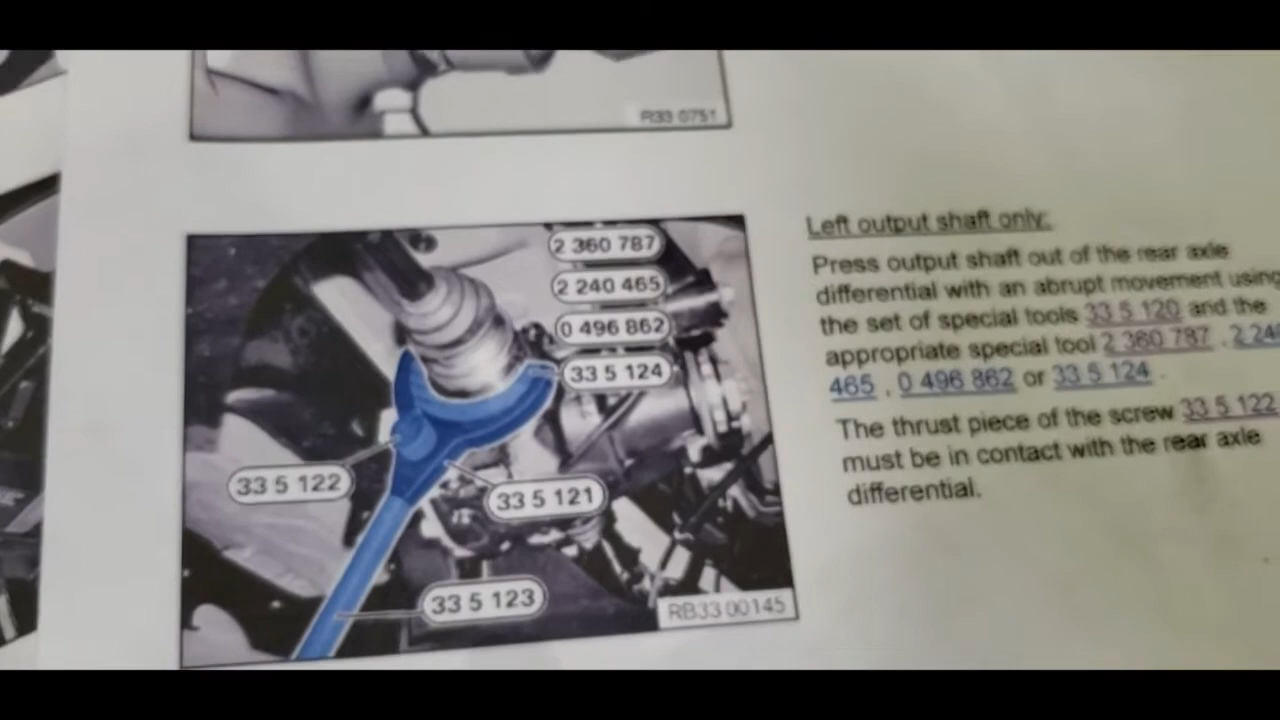 R33 0751
2 360 787
2 240 465
0 496 862
33 5 124
33 5 122
33 5 121
33 5 123
RB33 00145
Left output shaft only:
Press output shaft out of the rear axle
differential with an abrupt movement using
the set of special tools 33 5 120 and the
appropriate special tool 2 360 787 , 2 240
465 , 0 496 862 or 33 5 124 .
The thrust piece of the screw 33 5 122
must be in contact with the rear axle
differential.